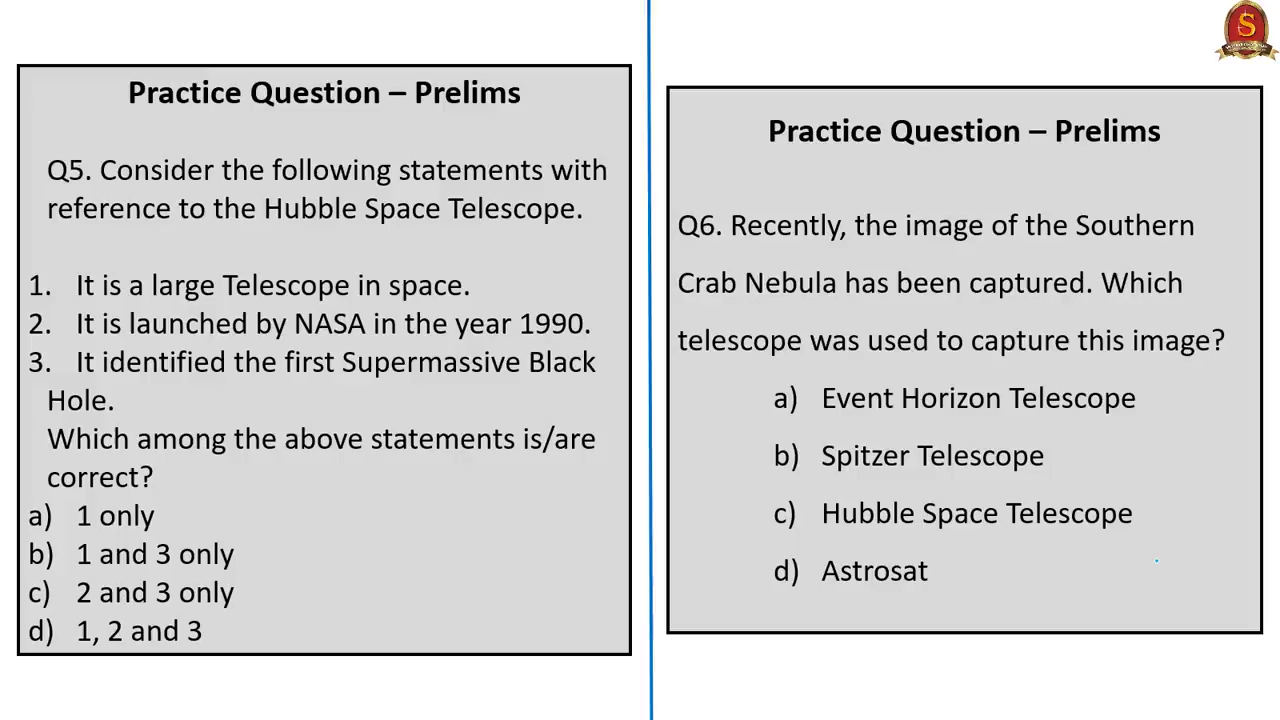 Practice Question – Prelims
Q5. Consider the following statements with
reference to the Hubble Space Telescope.
1. It is a large Telescope in space.
2. It is launched by NASA in the year 1990.
3. It identified the first Supermassive Black
Hole.
Which among the above statements is/are
correct?
a) 1 only
b) 1 and 3 only
c) 2 and 3 only
d) 1, 2 and 3
S
Practice Question – Prelims
Q6. Recently, the image of the Southern
Crab Nebula has been captured. Which
telescope was used to capture this image?
a) Event Horizon Telescope
b) Spitzer Telescope
c) Hubble Space Telescope
d) Astrosat